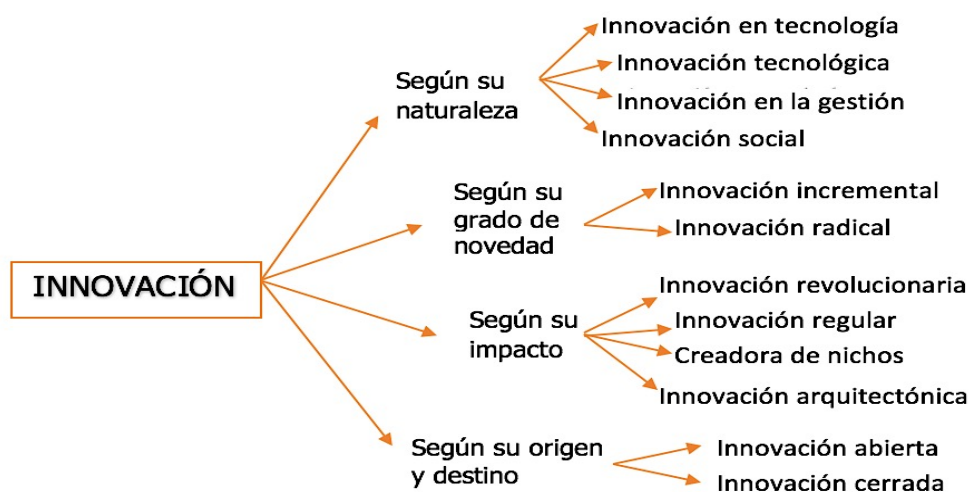 INNOVACIÓN
Según su
naturaleza
Innovación en tecnología
Innovación tecnológica
Innovación en la gestión
Innovación social
Según su
grado de
novedad
Innovación incremental
Innovación radical
Según su
impacto
Innovación revolucionaria
Innovación regular
Creadora de nichos
Innovación arquitectónica
Según su origen
y destino
Innovación abierta
Innovación cerrada